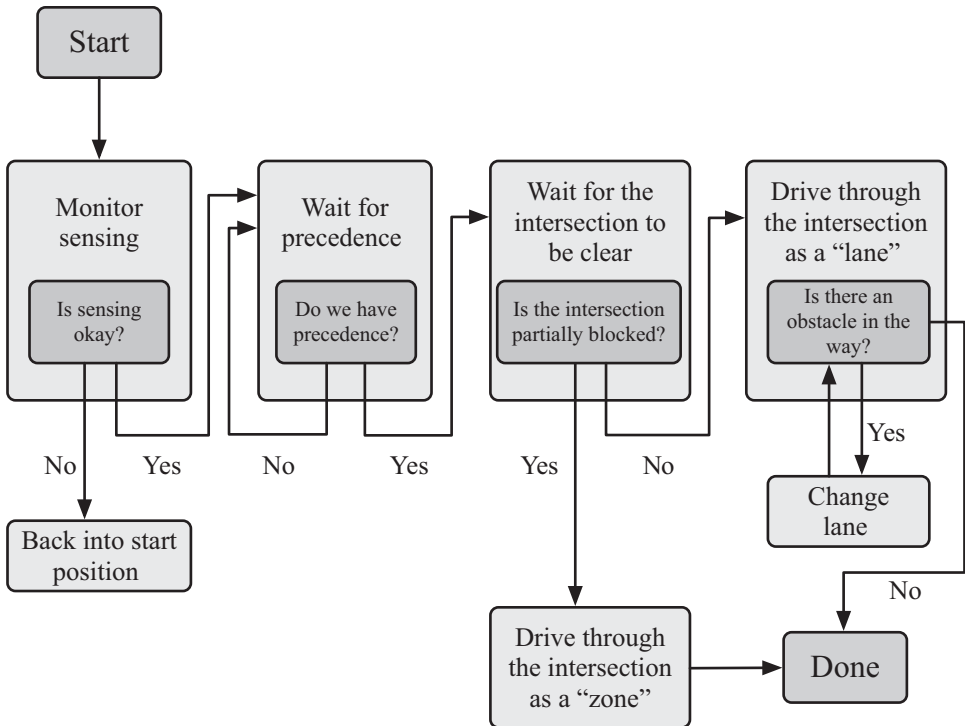 Start
Monitor
sensing
Is sensing
okay?
No
Yes
Back into start
position
Wait for
precedence
Do we have
precedence?
No
Yes
Wait for the
intersection to
be clear
Is the intersection
partially blocked?
Yes
No
Drive through
the intersection
as a “lane”
Is there an
obstacle in the
way?
Yes
Change
lane
No
Drive through
the intersection
as a “zone”
Done